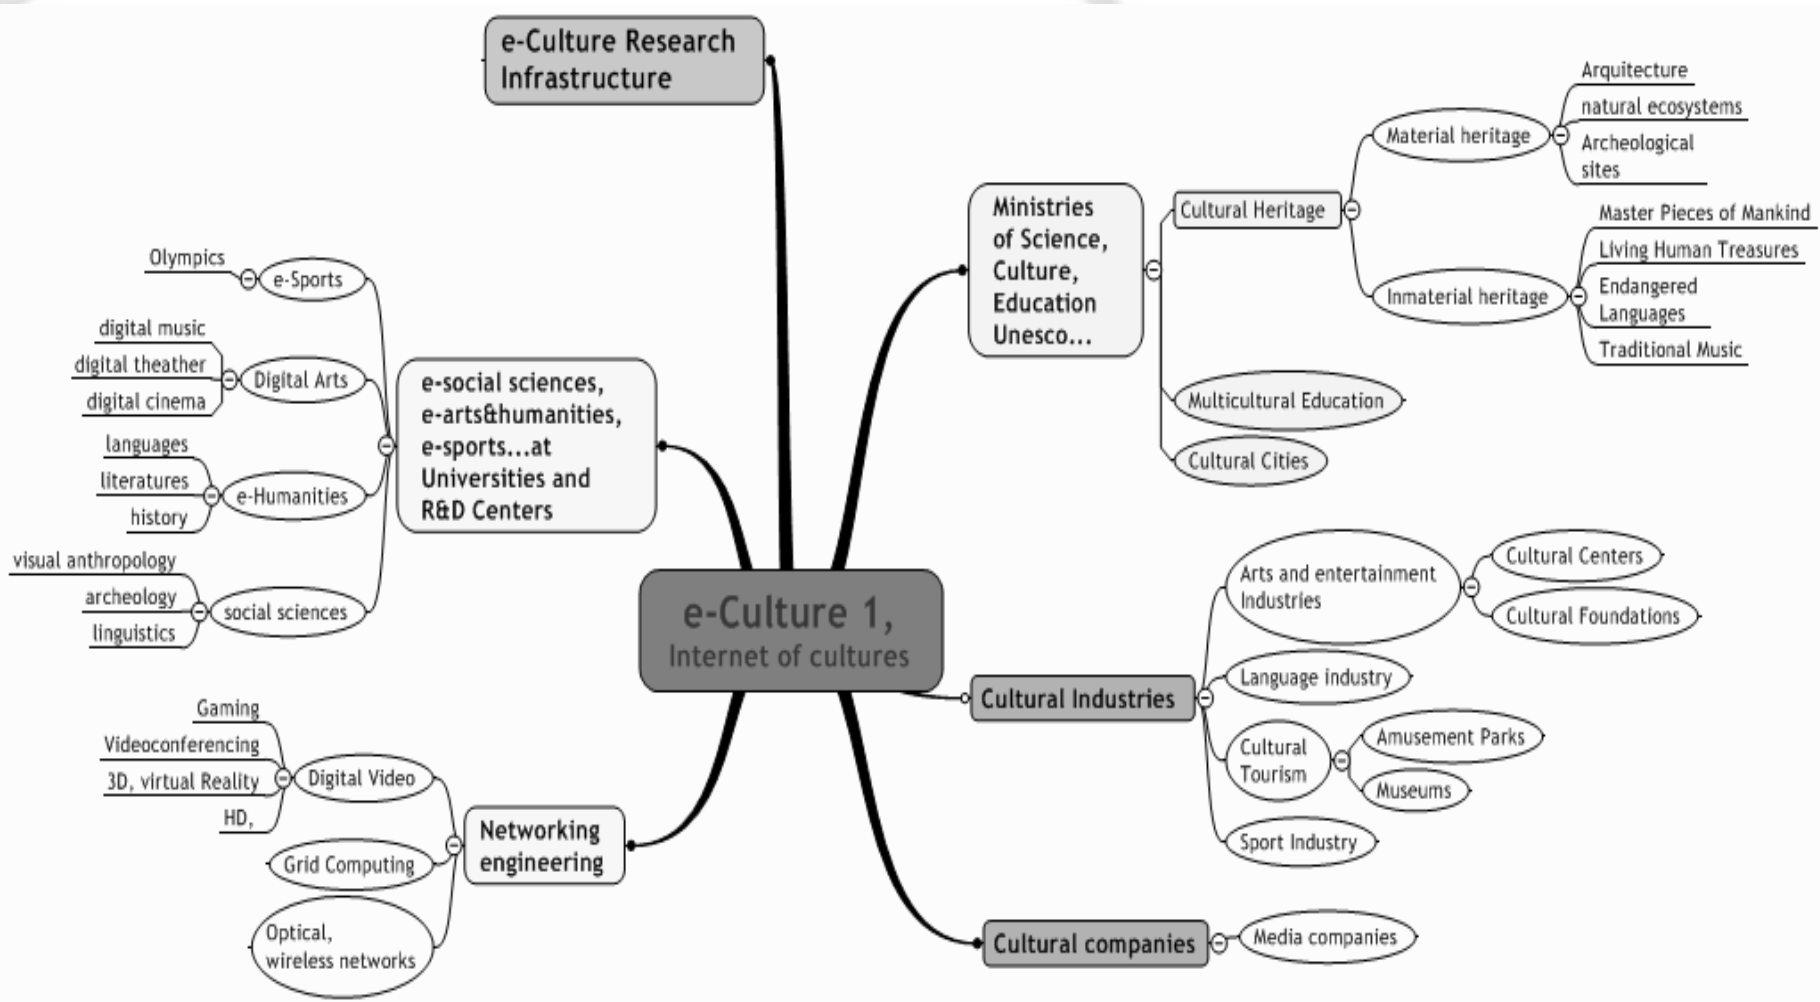 e-Culture Research
Infrastructure
Arquitecture
natural ecosystems
Archeological
sites
Material heritage
Ministries
of Science,
Culture,
Education
Unesco...
Cultural Heritage
Master Pieces of Mankind
Living Human Treasures
Endangered
Languages
Traditional Music
Inmaterial heritage
Multicultural Education
Cultural Cities
Olympics
e-Sports
digital music
digital theather
digital cinema
Digital Arts
e-social sciences,
e-arts&humanities,
e-sports...at
Universities and
R&D Centers
languages
literatures
history
e-Humanities
visual anthropology
archeology
linguistics
social sciences
e-Culture 1,
Internet of cultures
Cultural Industries
Arts and entertainment
Industries
Cultural Centers
Cultural Foundations
Language industry
Cultural
Tourism
Amusement Parks
Museums
Sport Industry
Gaming
Videoconferencing
3D, virtual Reality
HD,
Digital Video
Networking
engineering
Grid Computing
Optical,
wireless networks
Cultural companies
Media companies